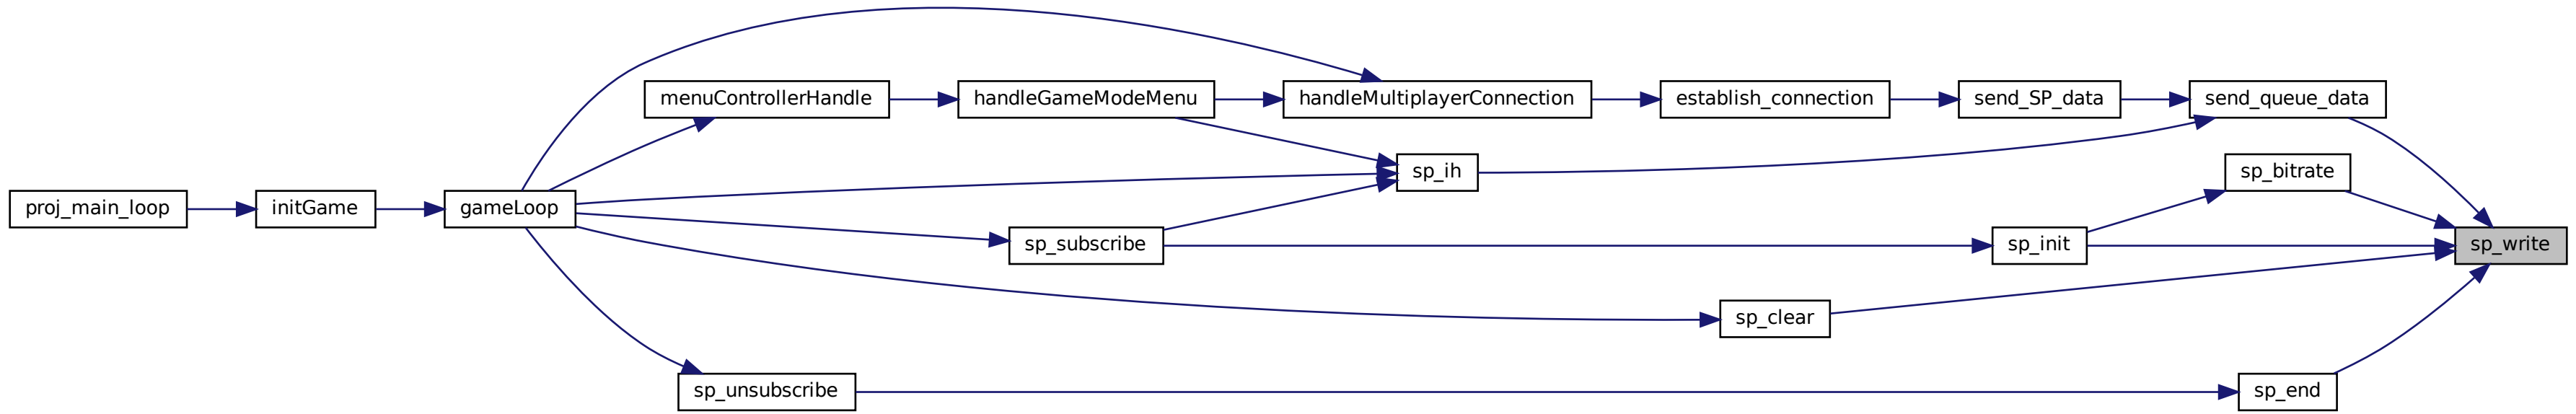 menuControllerHandle
handleGameModeMenu
handleMultiplayerConnection
establish_connection
send_SP_data
send_queue_data
sp_ih
sp_bitrate
proj_main_loop
initGame
gameLoop
sp_subscribe
sp_init
sp_write
sp_clear
sp_unsubscribe
sp_end